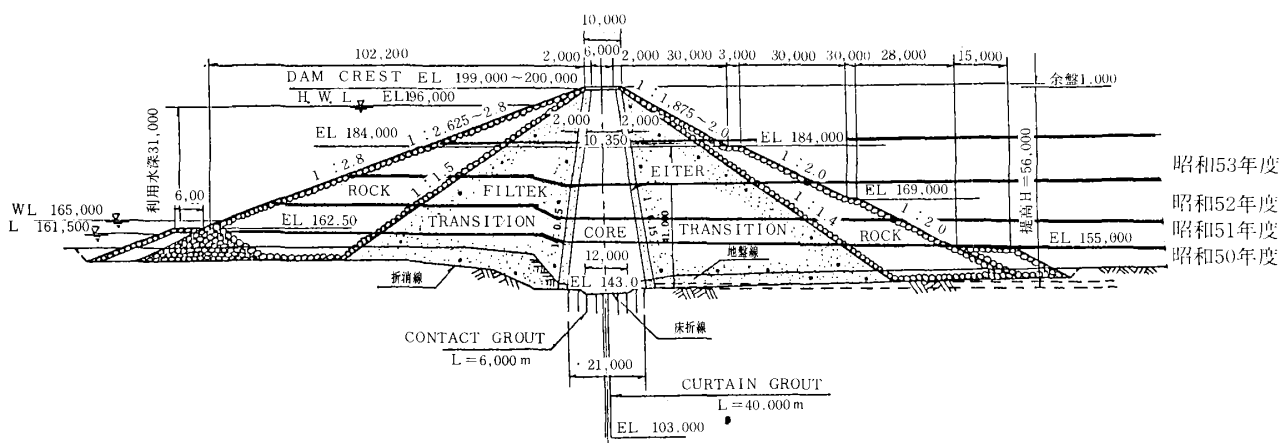 10,000
102,200
2,000
6,000
2,000
30,000
3,000
30,000
30,000
28,000
15,000
DAM CREST EL 199,000~200,000
余盤1.000
H. W. L EL196,000
1:2.625-2.8
1:1.875-2.0
2,000
2,000
EL 184,000
10,350
EL 184,000
利用水深31,000
1:2.8
1:1.5
EITER
1:2.0
昭和53年度
6,00
ROCK
FILTEK
EL 169,000
提高H=56,000
昭和52年度
WL 165,000
EL 162.50
TRANSITION
CORE
TRANSITION
1:1.4
ROCK
1:2.0
昭和51年度
L 161,500
EL 155,000
12,000
地盤線
昭和50年度
折消線
EL 143.0
床折線
CONTACT GROUT
L=6,000m
21,000
CURTAIN GROUT
L=40.000m
EL 103.000